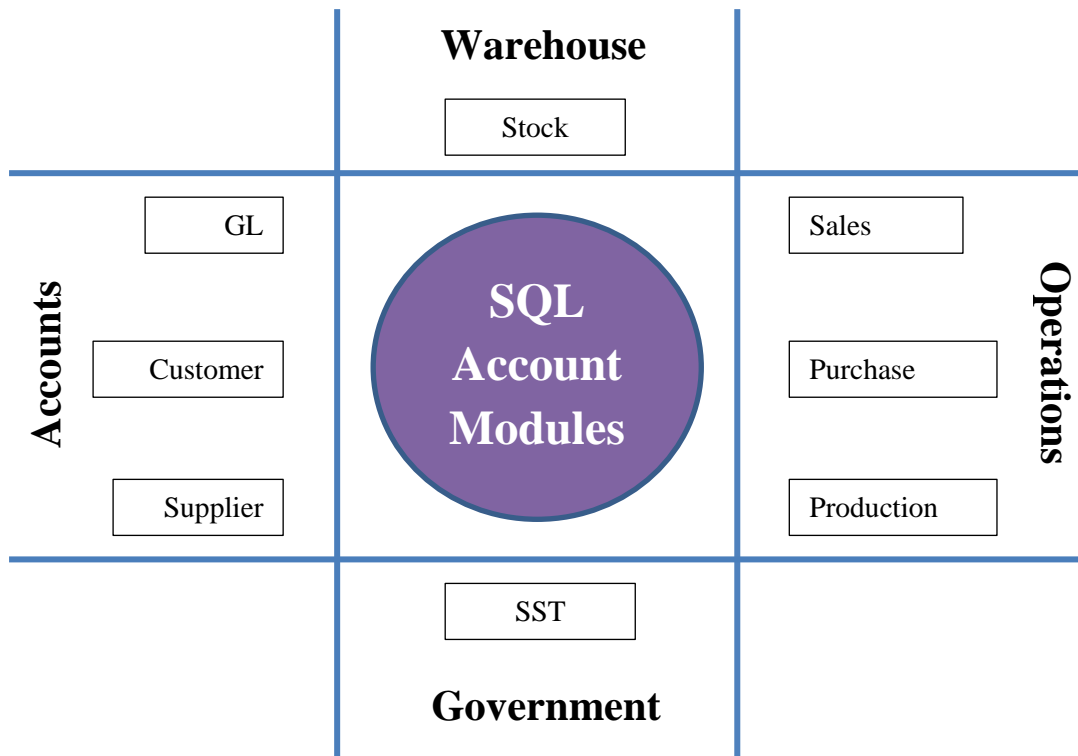 Warehouse
Stock
Accounts
GL
Customer
Supplier
SQL
Account
Modules
Operations
Sales
Purchase
Production
SST
Government